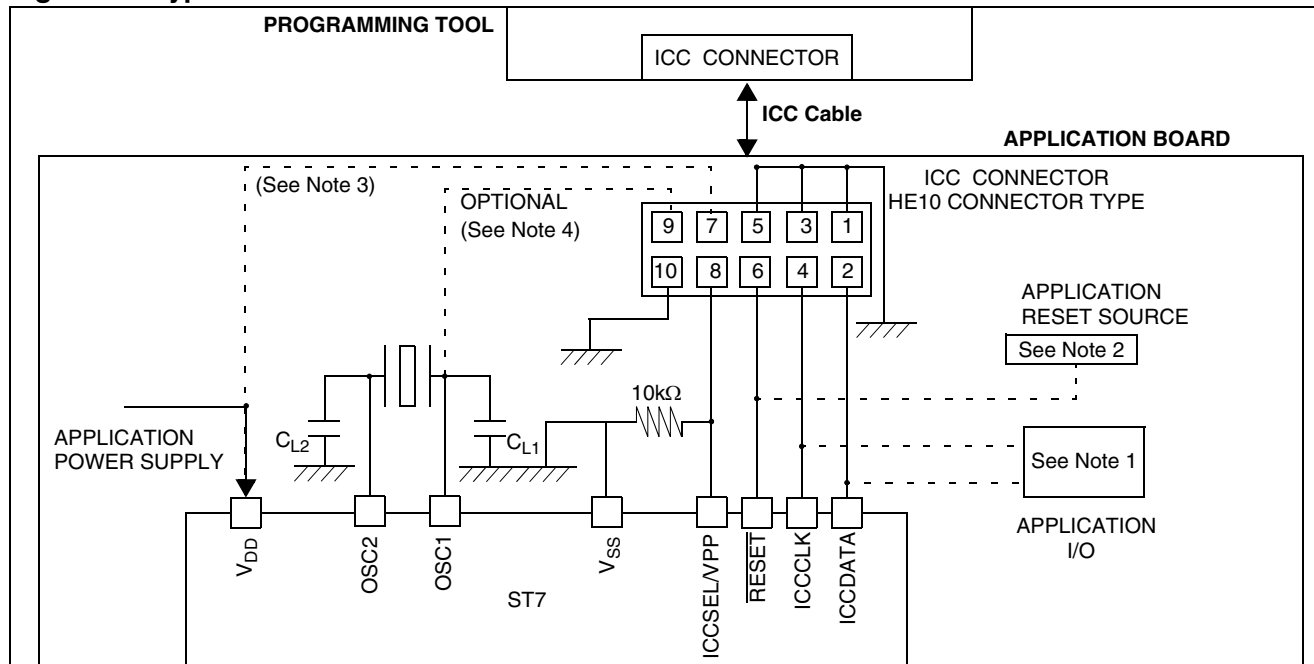 PROGRAMMING TOOL
ICC CONNECTOR
ICC Cable
APPLICATION BOARD
(See Note 3)
OPTIONAL
(See Note 4)
ICC CONNECTOR
HE10 CONNECTOR TYPE
9 7 5 3 1
10 8 6 4 2
APPLICATION
RESET SOURCE
See Note 2
10kΩ
APPLICATION
POWER SUPPLY
CL2
CL1
See Note 1
APPLICATION
I/O
VDD
OSC2
OSC1
VSS
ICCSEL/VPP
RESET
ICCCLK
ICCDATA
ST7